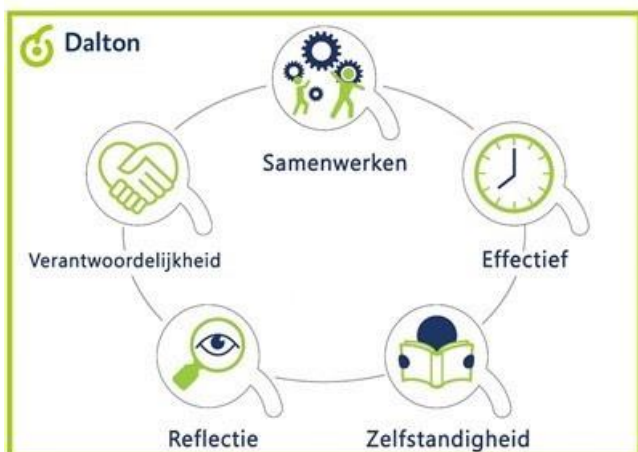 Dalton
Samenwerken
Verantwoordelijkheid
Effectief
Reflectie
Zelfstandigheid